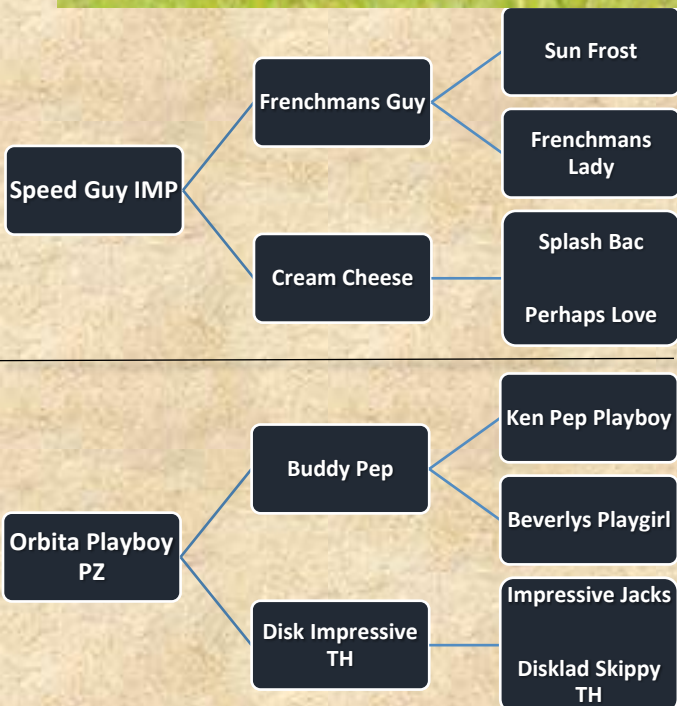 Sun Frost
Frenchmans Guy
Frenchmans
Lady
Speed Guy IMP
Splash Bac
Cream Cheese
Perhaps Love
Ken Pep Playboy
Buddy Pep
Beverlys Playgirl
Orbita Playboy
PZ
Impressive Jacks
Disk Impressive
TH
Disklad Skippy
TH